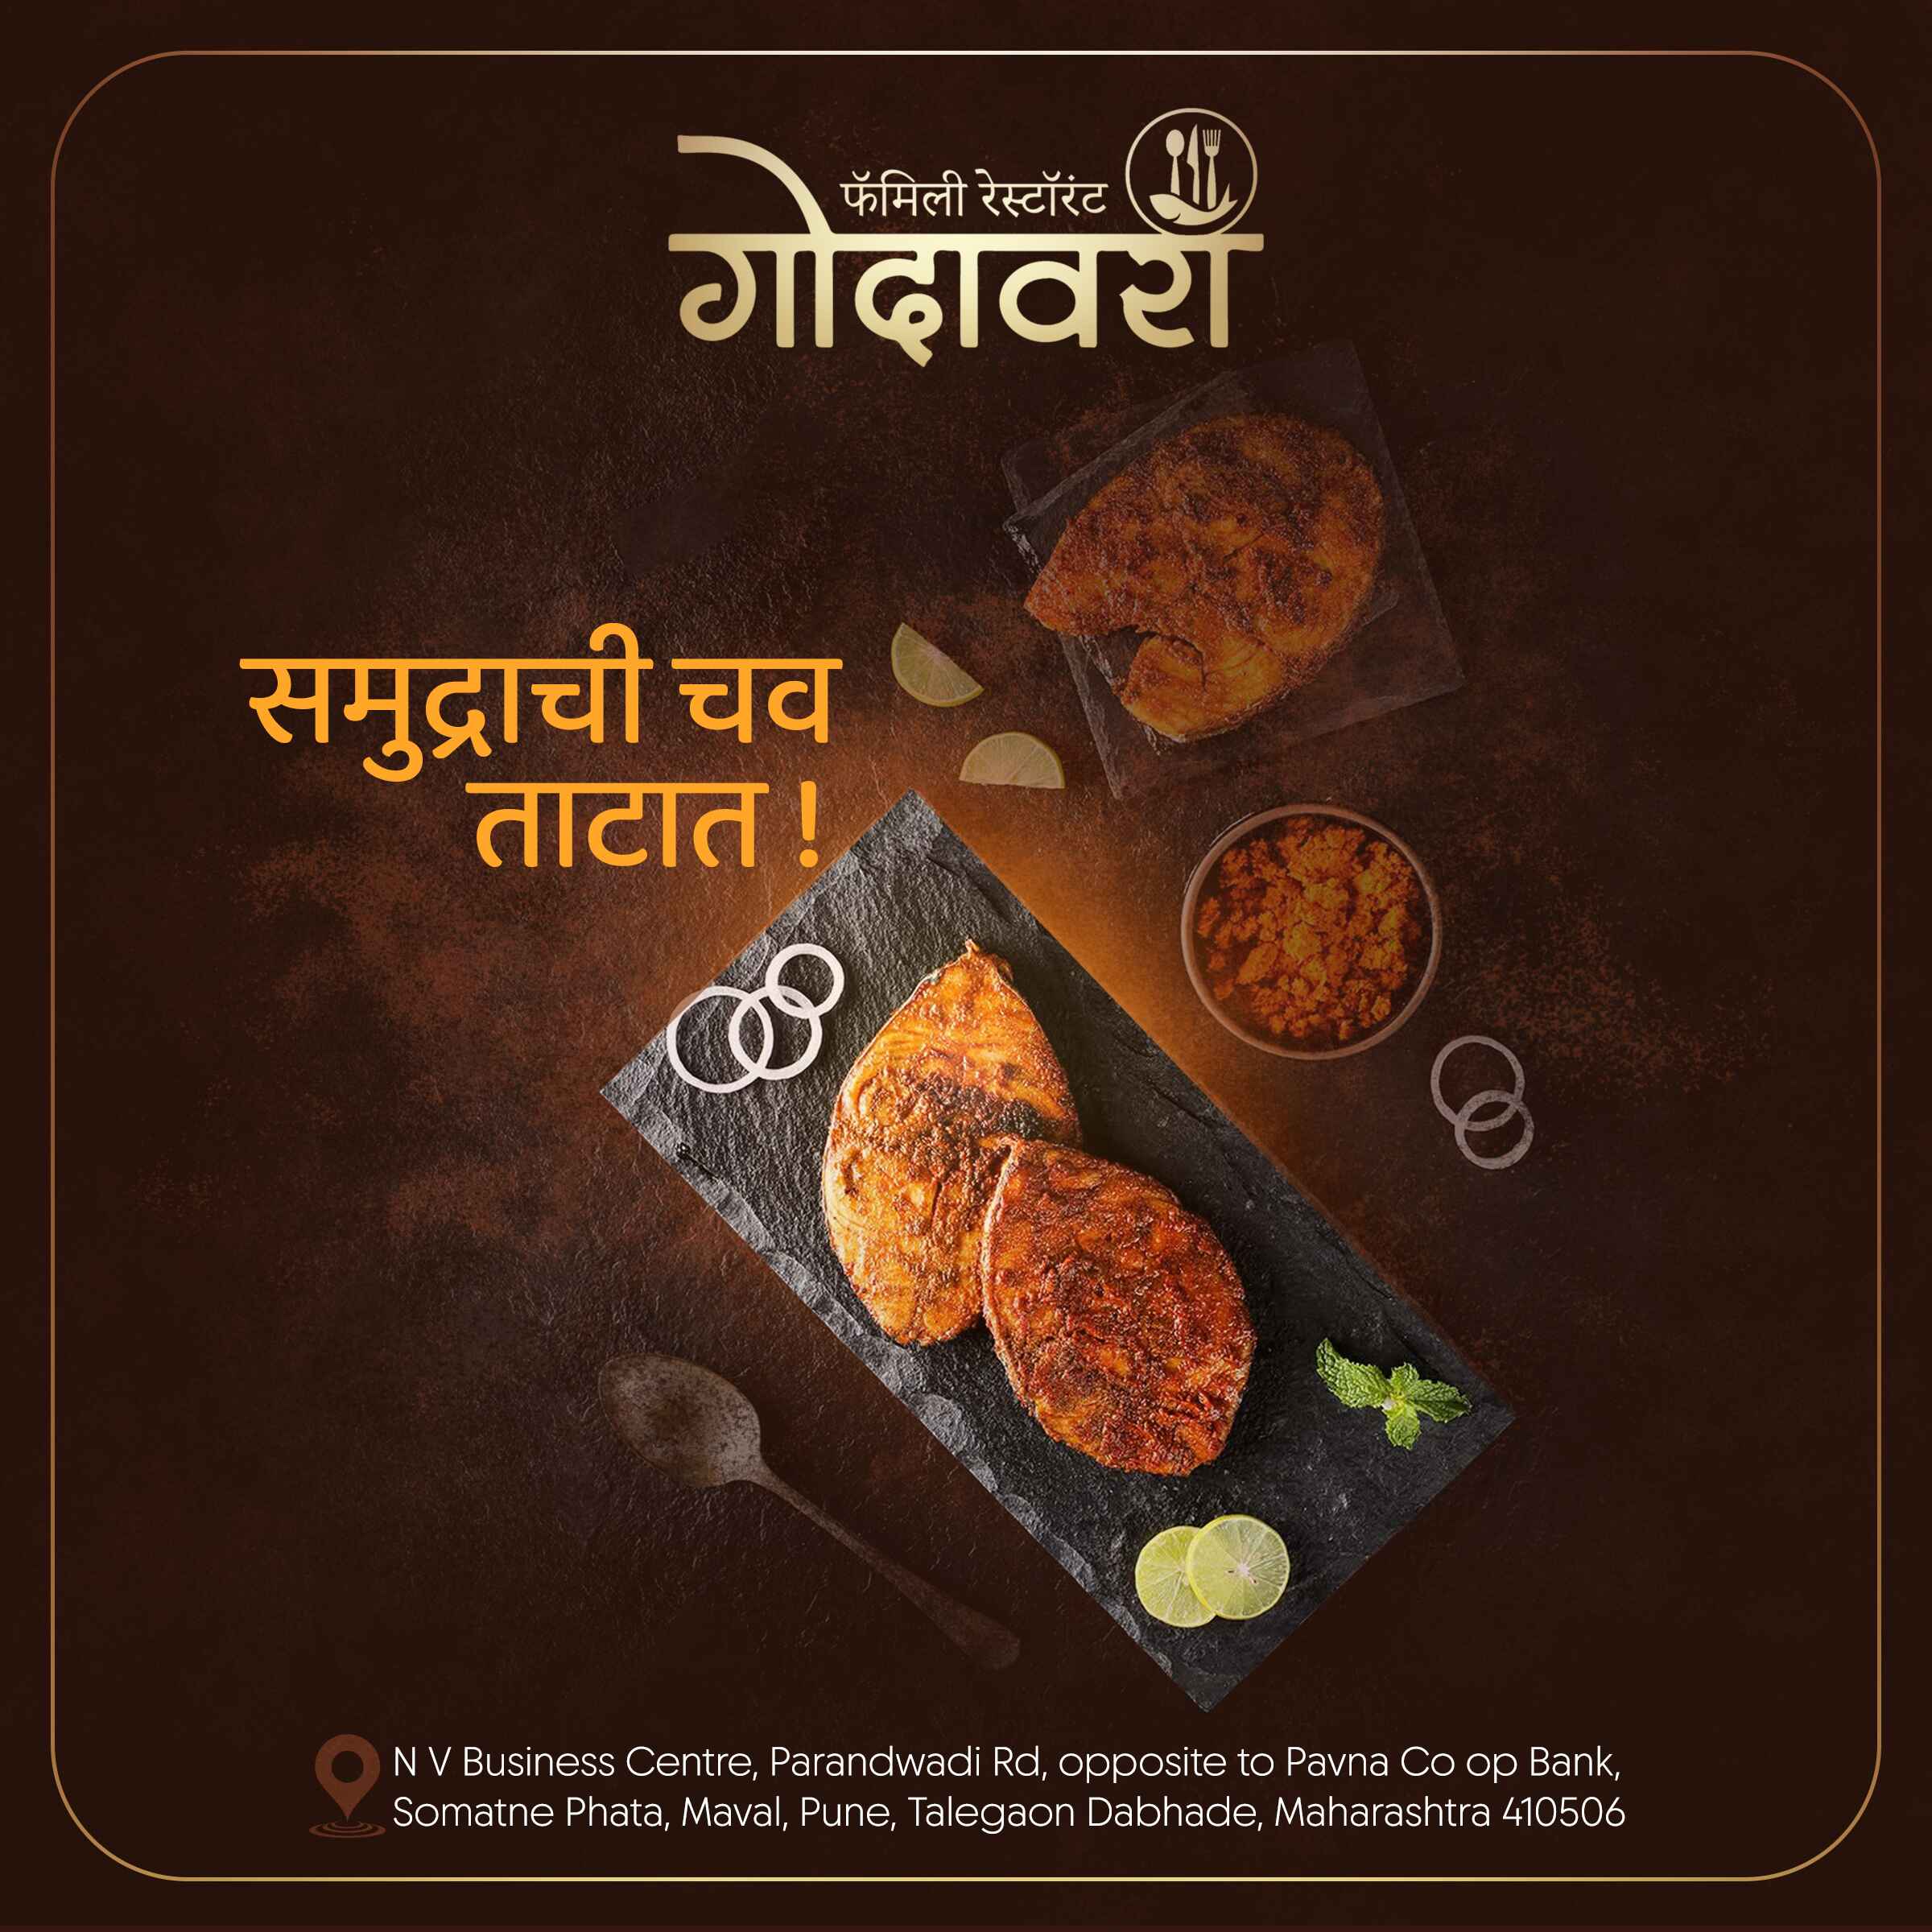 फॅमिली रेस्टॉरंट
गोदावरी
समुद्राची चव
ताटात !
N V Business Centre, Parandwadi Rd, opposite to Pavna Co op Bank,
Somatne Phata, Maval, Pune, Talegaon Dabhade, Maharashtra 410506